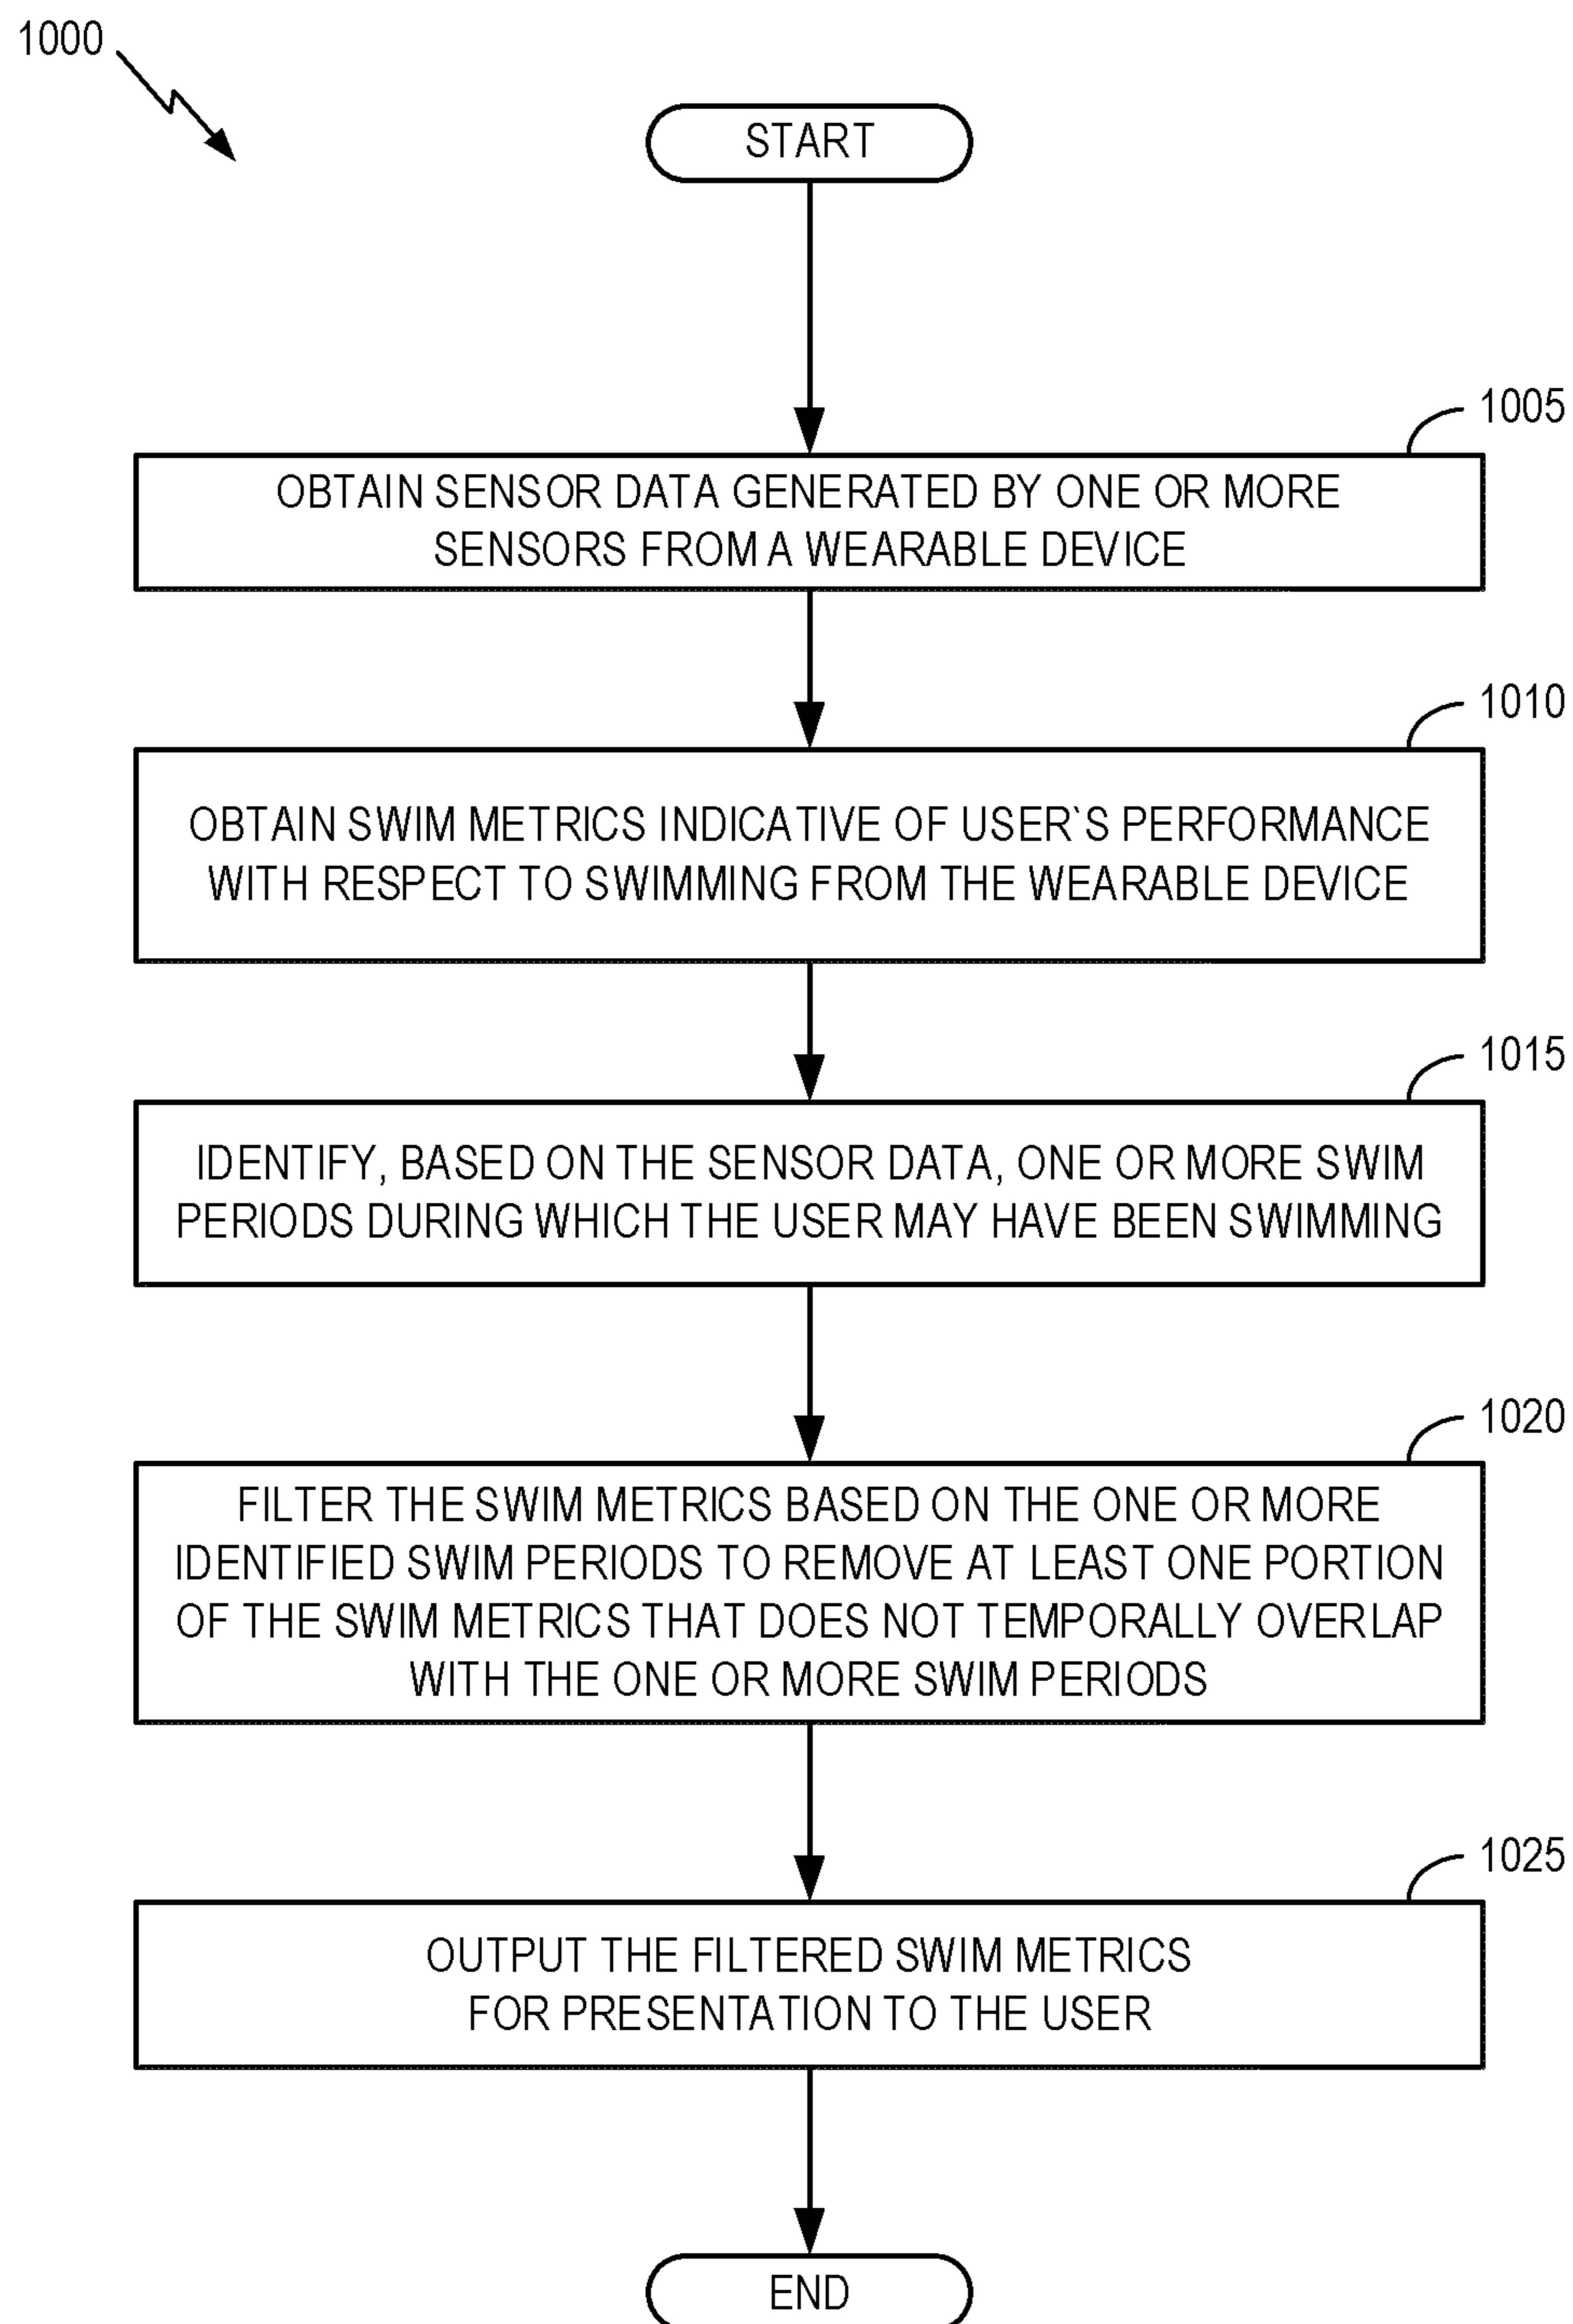 1000
START
1005
OBTAIN SENSOR DATA GENERATED BY ONE OR MORE
SENSORS FROM A WEARABLE DEVICE
1010
OBTAIN SWIM METRICS INDICATIVE OF USER`S PERFORMANCE
WITH RESPECT TO SWIMMING FROM THE WEARABLE DEVICE
1015
IDENTIFY, BASED ON THE SENSOR DATA, ONE OR MORE SWIM
PERIODS DURING WHICH THE USER MAY HAVE BEEN SWIMMING
1020
FILTER THE SWIM METRICS BASED ON THE ONE OR MORE
IDENTIFIED SWIM PERIODS TO REMOVE AT LEAST ONE PORTION
OF THE SWIM METRICS THAT DOES NOT TEMPORALLY OVERLAP
WITH THE ONE OR MORE SWIM PERIODS
1025
OUTPUT THE FILTERED SWIM METRICS
FOR PRESENTATION TO THE USER
END